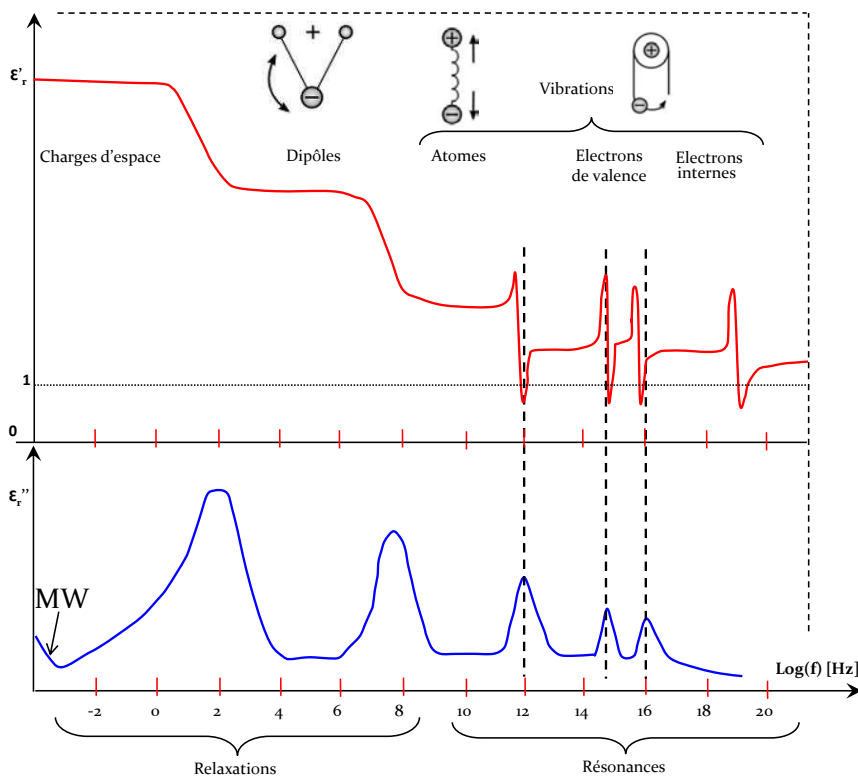 ε'r
+
+
−
−
+
−
Vibrations
Charges d'espace
Dipôles
Atomes
Electrons
de valence
Electrons
internes
1
0
εr''
MW
Log(f) [Hz]
-2 0 2 4 6 8 10 12 14 16 18 20
Relaxations
Résonances